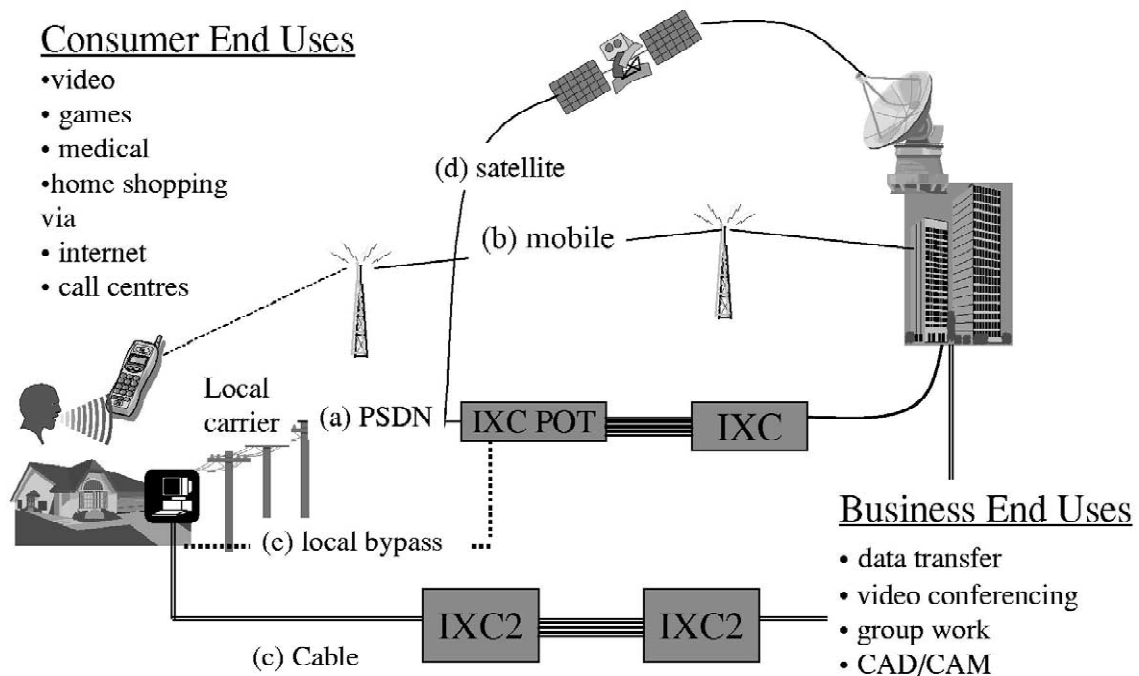 Consumer End Uses
•video
• games
• medical
•home shopping
via
• internet
• call centres
(d) satellite
(b) mobile
Local
carrier
(a) PSDN
IXC POT
IXC
(e) local bypass
IXC2
IXC2
(c) Cable
Business End Uses
• data transfer
• video conferencing
• group work
• CAD/CAM